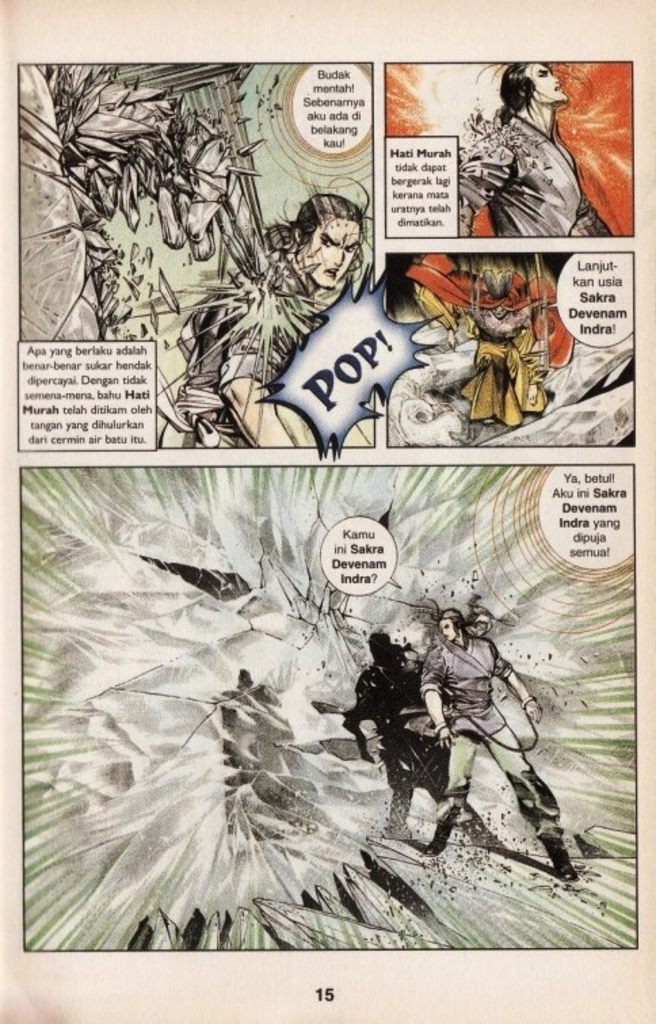 Budak
mentah!
Sebenarnya
aku ada di
belakang
kau!
Apa yang berlaku adalah
benar-benar sukar hendak
dipercayai. Dengan tidak
semena-mena, bahu Hati
Murah telah ditikam oleh
tangan yang dihulurkan
dari cermin air batu itu.
POP!
Hati Murah
tidak dapat
bergerak lagi
kerana mata
uratnya telah
dimatikan.
Lanjut-
kan usia
Sakra
Devenam
Indra!
Kamu
ini Sakra
Devenam
Indra?
Ya, betul!
Aku ini Sakra
Devenam
Indra yang
dipuja
semua!
15